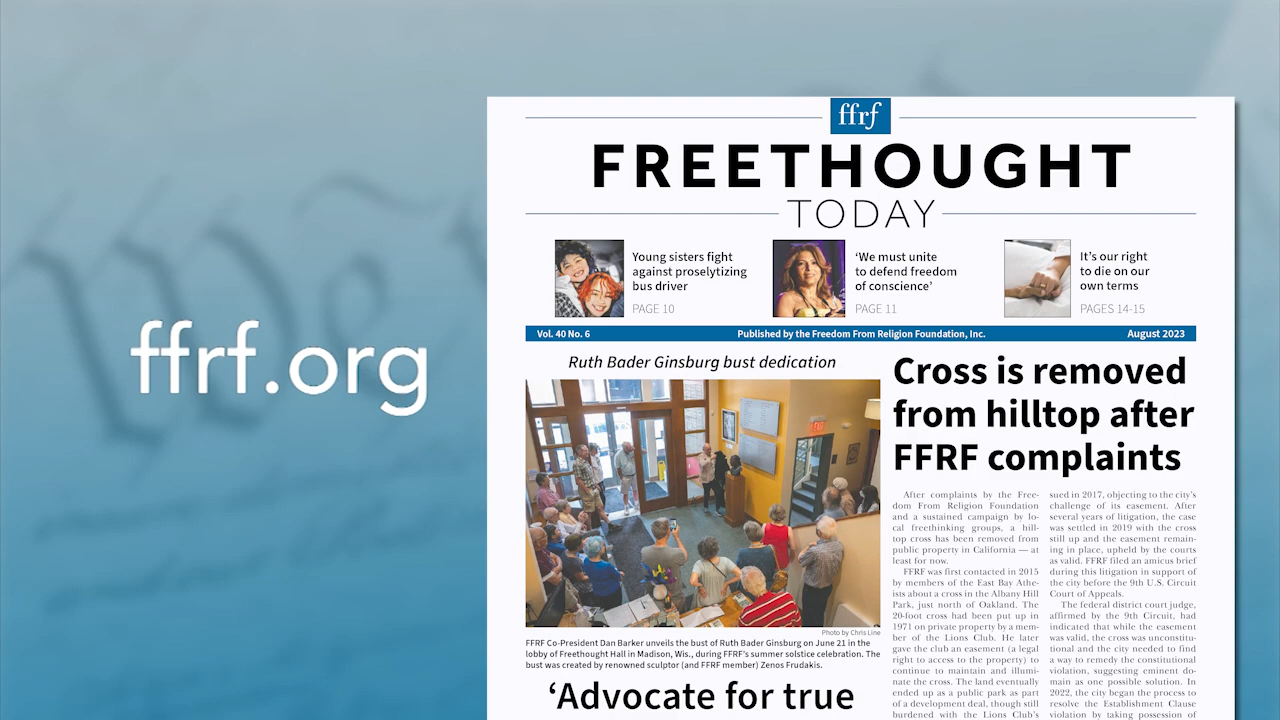 ffrf.org
ffrf
FREETHOUGHT
TODAY
Young sisters fight
against proselytizing
bus driver
PAGE 10
‘We must unite
to defend freedom
of conscience’
PAGE 11
It’s our right
to die on our
own terms
PAGES 14-15
Vol. 40 No. 6
Published by the Freedom From Religion Foundation, Inc.
August 2023
Ruth Bader Ginsburg bust dedication
EXIT
Photo by Chris Line
FFRF Co-President Dan Barker unveils the bust of Ruth Bader Ginsburg on June 21 in the
lobby of Freethought Hall in Madison, Wis., during FFRF’s summer solstice celebration. The
bust was created by renowned sculptor (and FFRF member) Zenos Frudakis.
‘Advocate for true
Cross is removed
from hilltop after
FFRF complaints
After complaints by the Free-
dom From Religion Foundation
and a sustained campaign by lo-
cal freethinking groups, a hill-
top cross has been removed from
public property in California — at
least for now.
FFRF was first contacted in 2015
by members of the East Bay Athe-
ists about a cross in the Albany Hill
Park, just north of Oakland. The
20-foot cross had been put up in
1971 on private property by a mem-
ber of the Lions Club. He later
gave the club an easement (a legal
right to access to the property) to
continue to maintain and illumi-
nate the cross. The land eventually
ended up as a public park as part
of a development deal, though still
burdened with the Lions Club’s
sued in 2017, objecting to the city’s
challenge of its easement. After
several years of litigation, the case
was settled in 2019 with the cross
still up and the easement remain-
ing in place, upheld by the courts
as valid. FFRF filed an amicus brief
during this litigation in support of
the city before the 9th U.S. Circuit
Court of Appeals.
The federal district court judge,
affirmed by the 9th Circuit, had
indicated that while the easement
was valid, the cross was unconstitu-
tional and the city needed to find
a way to remedy the constitutional
violation, suggesting eminent do-
main as one possible solution. In
2022, the city began the process to
resolve the Establishment Clause
violation by taking possession of